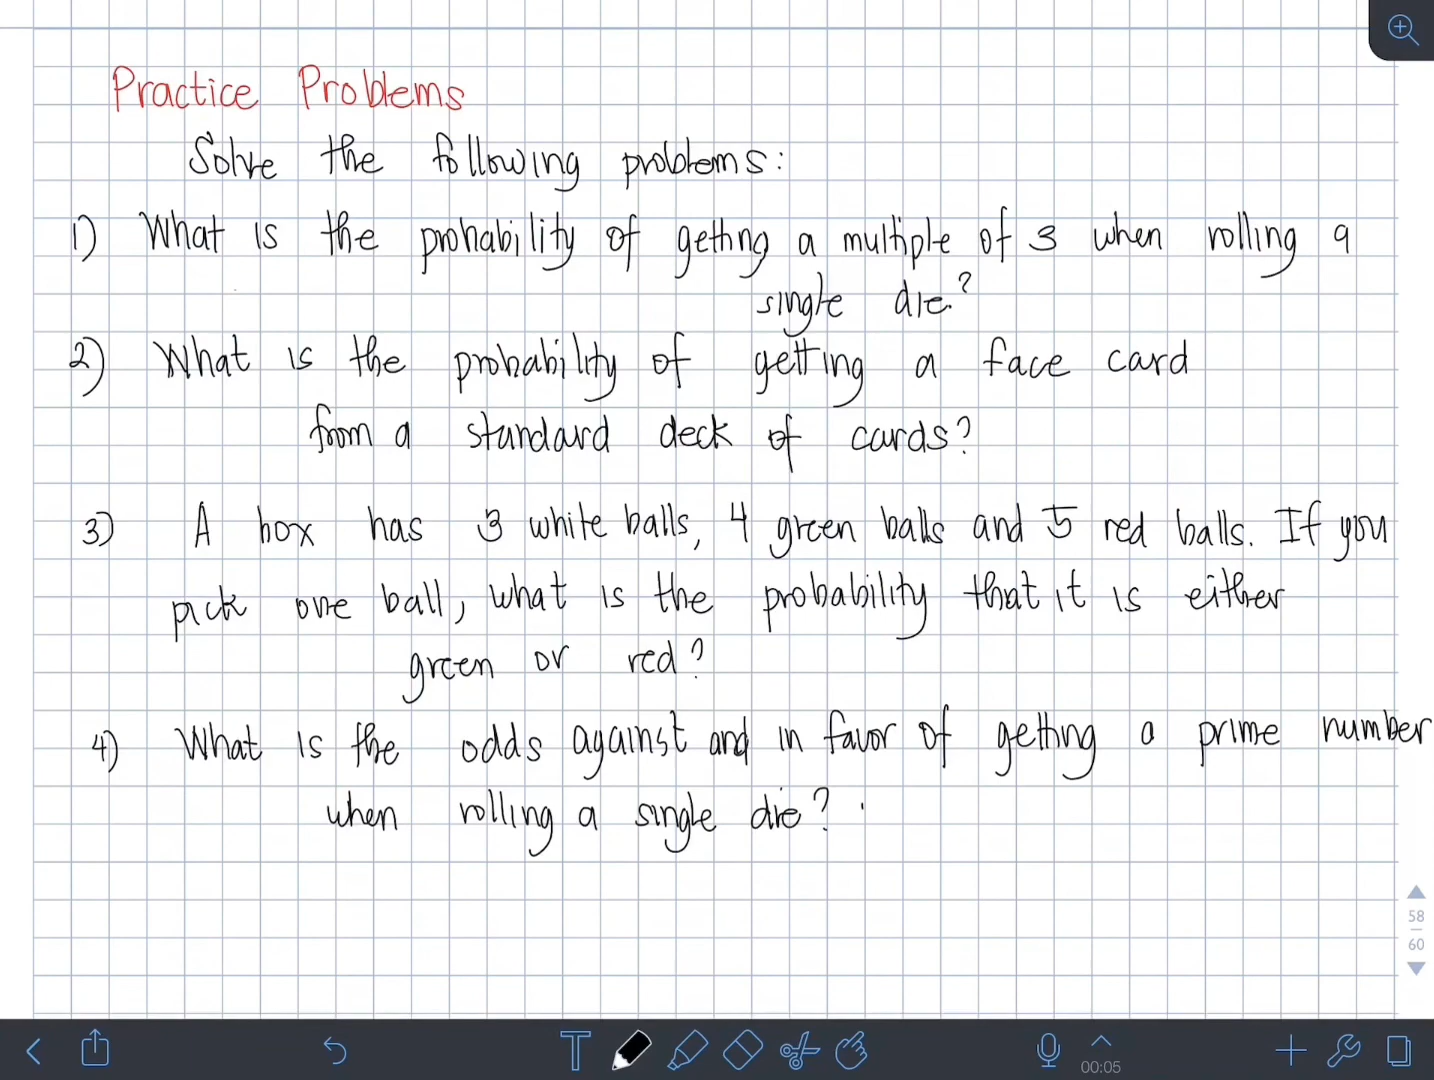 Practice Problems
Solve the following problems:
1) What is the probability of getting a multiple of 3 when rolling a
single die?
2) What is the probability of getting a face card
from a standard deck of cards?
3) A box has 3 white balls, 4 green balls and 5 red balls. If you
pick one ball, what is the probability that it is either
green or red?
4) What is the odds against and in favor of getting a prime number
when rolling a single die?
58
60
T
00:05